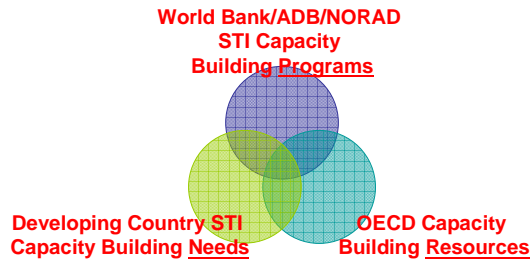 World Bank/ADB/NORAD
STI Capacity
Building Programs
Developing Country STI
Capacity Building Needs
OECD Capacity
Building Resources